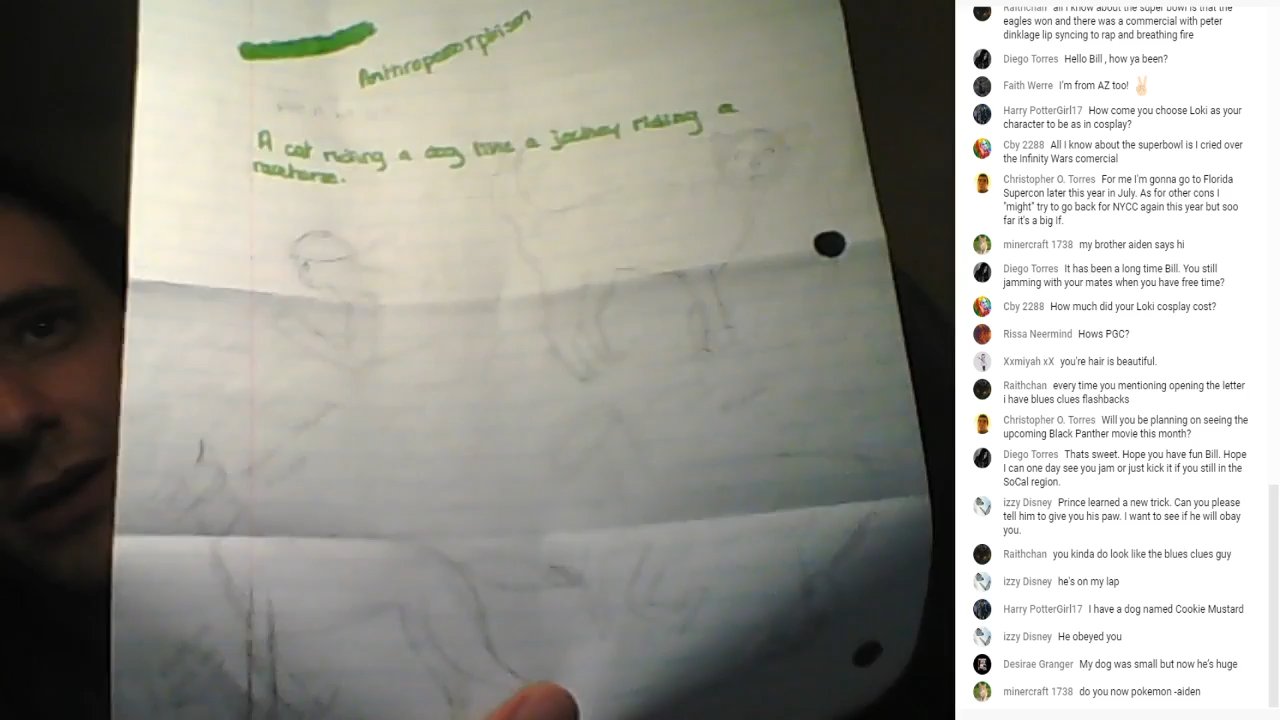 Anthropomorphism
A cat riding a dog like a jockey riding a
racehorse.
Raithchan all I know about the super bowl is that the
eagles won and there was a commercial with peter
dinklage lip syncing to rap and breathing fire
Diego Torres Hello Bill , how ya been?
Faith Werre I'm from AZ too! ✌🏻
Harry PotterGirl17 How come you choose Loki as your
character to be as in cosplay?
Cby 2288 All I know about the superbowl is I cried over
the Infinity Wars comercial
Christopher O. Torres For me I'm gonna go to Florida
Supercon later this year in July. As for other cons I
"might" try to go back for NYCC again this year but soo
far it's a big if.
minercraft 1738 my brother aiden says hi
Diego Torres It has been a long time Bill. You still
jamming with your mates when you have free time?
Cby 2288 How much did your Loki cosplay cost?
Rissa Neermind Hows PGC?
Xxmiyah xX you're hair is beautiful.
Raithchan every time you mentioning opening the letter
i have blues clues flashbacks
Christopher O. Torres Will you be planning on seeing the
upcoming Black Panther movie this month?
Diego Torres Thats sweet. Hope you have fun Bill. Hope
I can one day see you jam or just kick it if you still in the
SoCal region.
izzy Disney Prince learned a new trick. Can you please
tell him to give you his paw. I want to see if he will obay
you.
Raithchan you kinda do look like the blues clues guy
izzy Disney he's on my lap
Harry PotterGirl17 I have a dog named Cookie Mustard
izzy Disney He obeyed you
Desirae Granger My dog was small but now he's huge
minercraft 1738 do you now pokemon -aiden